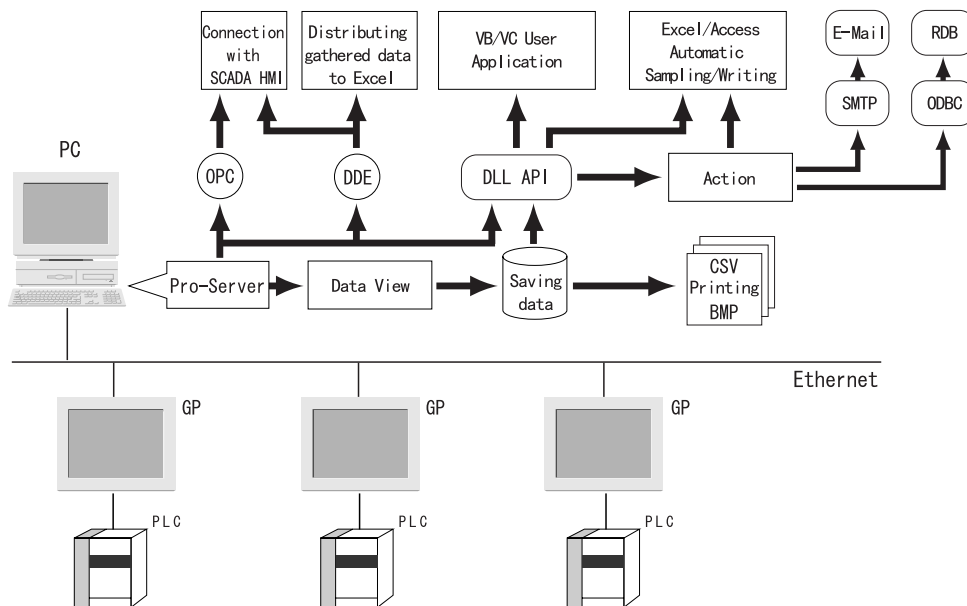 Connection
with
SCADA HMI
Distributing
gathered data
to Excel
VB/VC User
Application
Excel/Access
Automatic
Sampling/Writing
E-Mail
RDB
SMTP
ODBC
PC
OPC
DDE
DLL API
Action
Pro-Server
Data View
Saving
data
CSV
Printing
BMP
Ethernet
GP
GP
GP
PLC
PLC
PLC